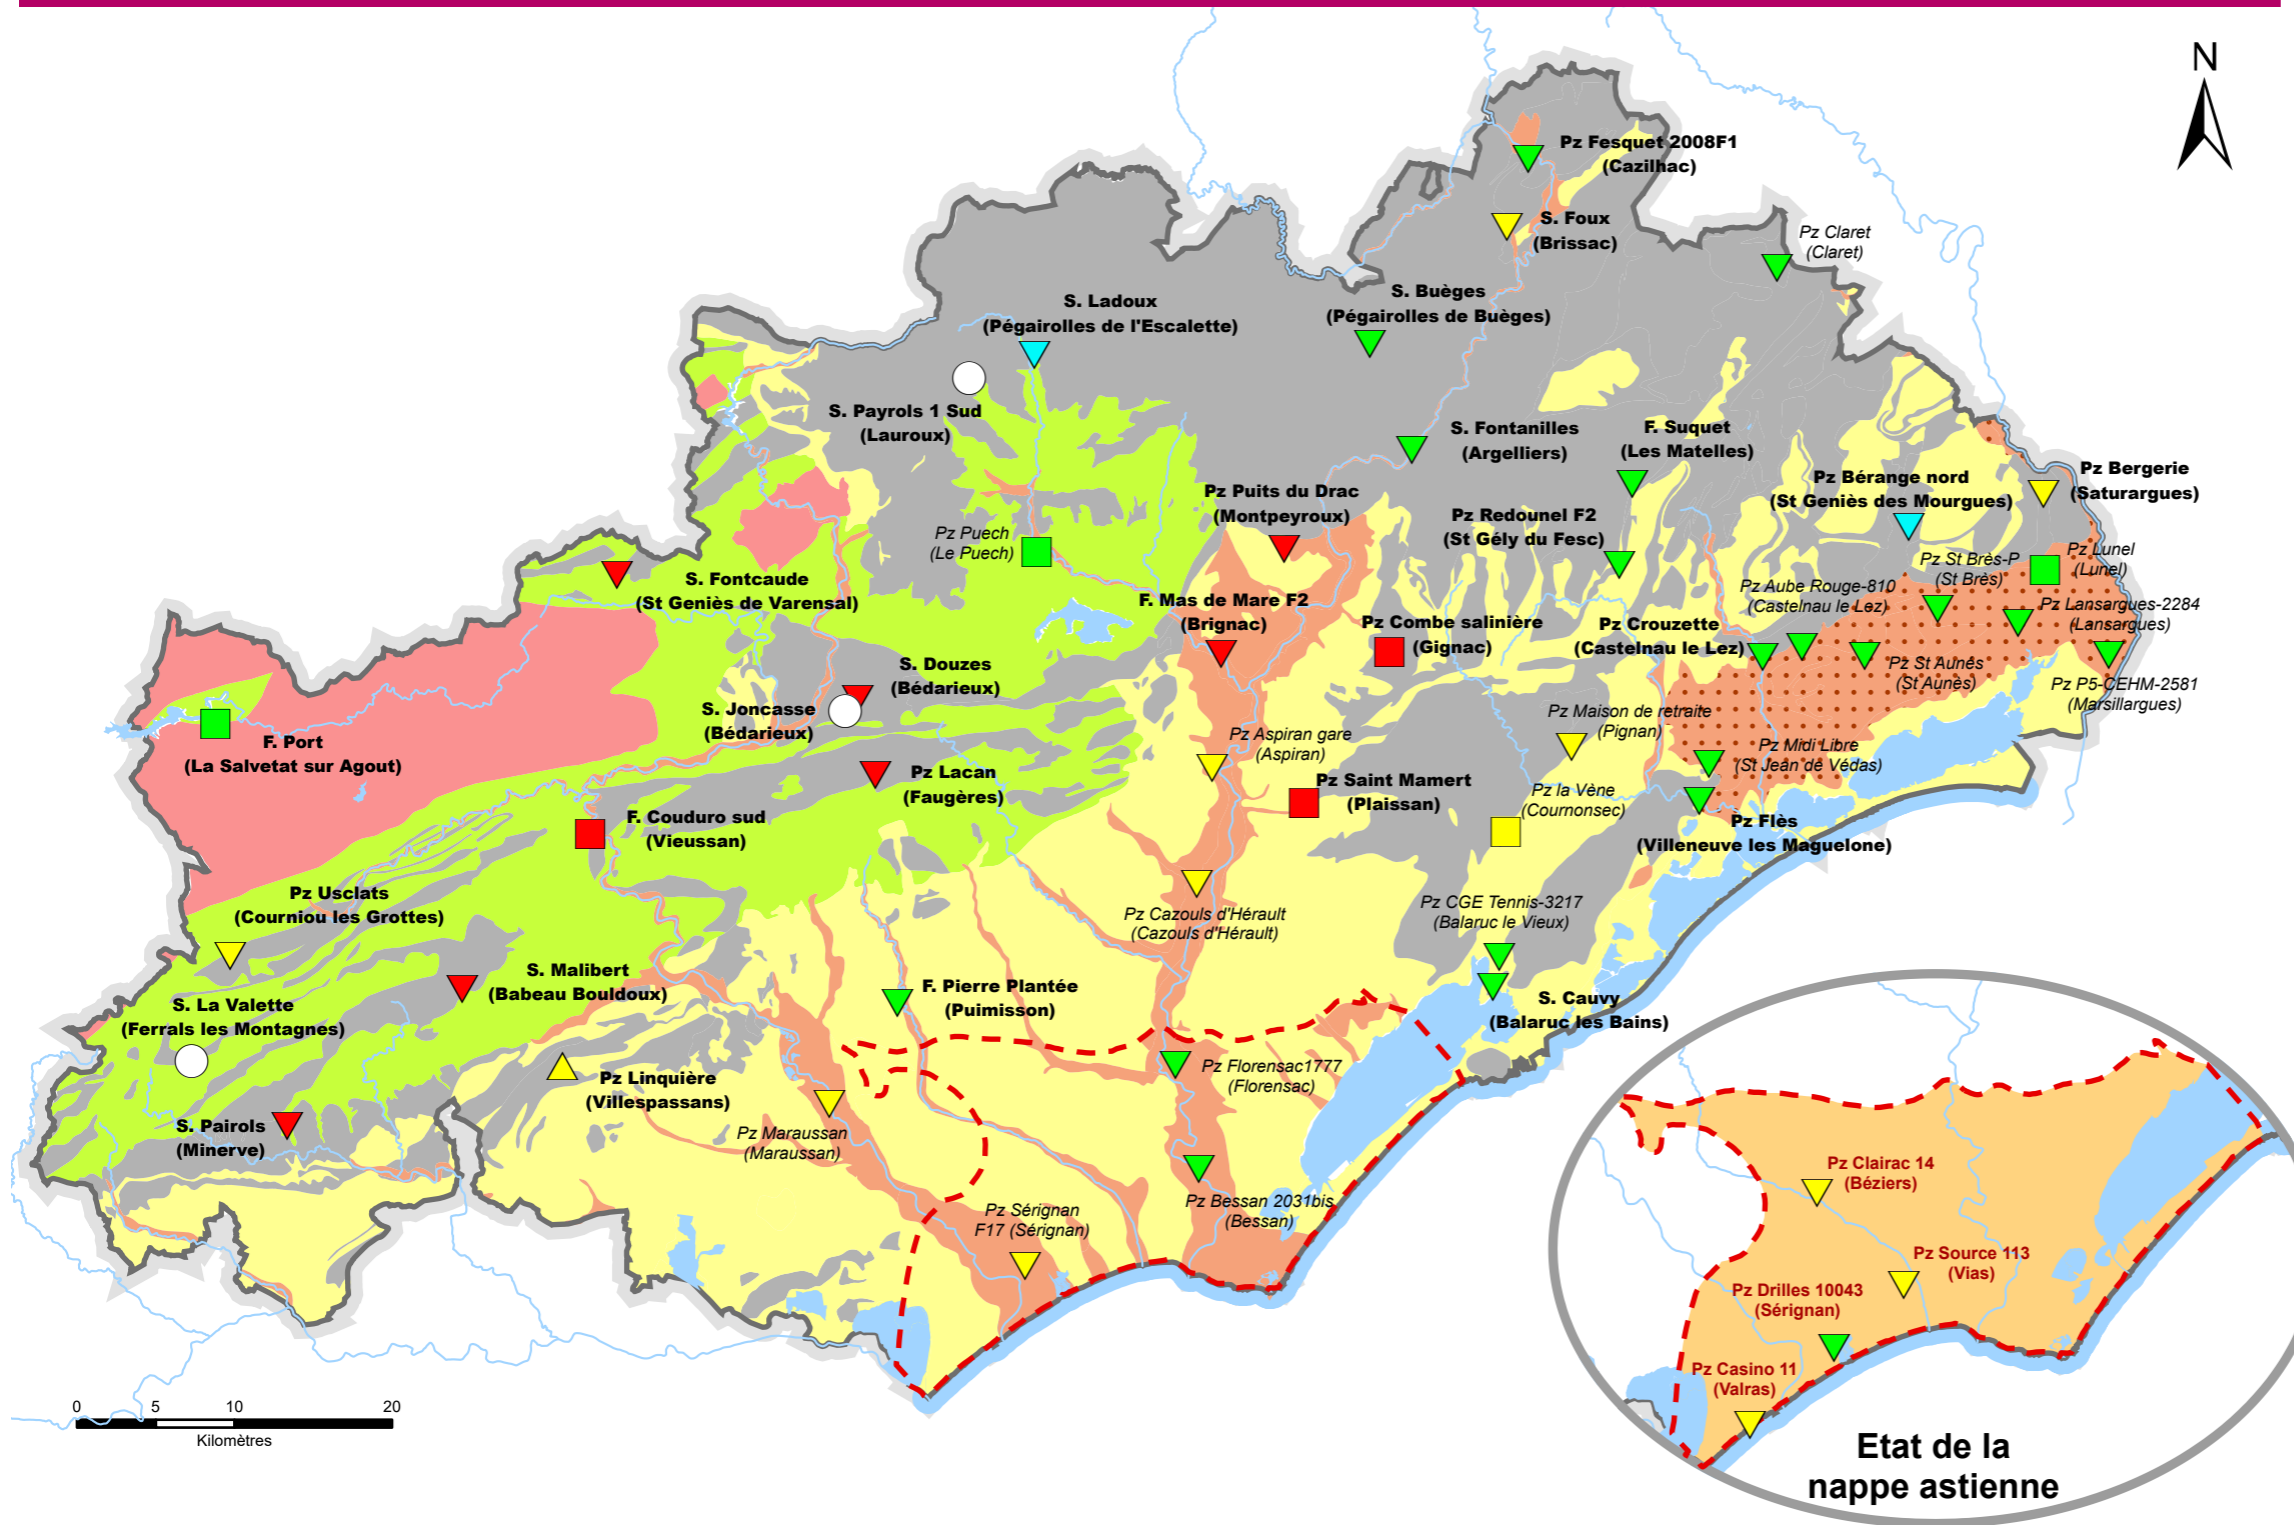 N
Pz Fesquet 2008F1
(Cazilhac)
S. Foux
(Brissac)
Pz Claret
(Claret)
S. Ladoux
(Pégairolles de l'Escalette)
S. Buèges
(Pégairolles de Buèges)
S. Payrols 1 Sud
(Lauroux)
S. Fontanilles
(Argelliers)
F. Suquet
(Les Matelles)
Pz Bérange nord
(St Geniès des Mourgues)
Pz Bergerie
(Saturargues)
Pz Puits du Drac
(Montpeyroux)
Pz Redounel F2
(St Gély du Fesc)
Pz Puech
(Le Puech)
Pz St Brès-P
(St Brès)
Pz Lunel
(Lunel)
S. Fontcaude
(St Geniès de Varensal)
Pz Aube Rouge-810
(Castelnau le Lez)
F. Mas de Mare F2
(Brignac)
Pz Combe salinière
(Gignac)
Pz Crouzette
(Castelnau le Lez)
Pz Lansargues-2284
(Lansargues)
S. Douzes
(Bédarieux)
Pz St Aunés
(St Aunès)
Pz P5-CEHM-2581
(Marsillargues)
S. Joncasse
(Bédarieux)
Pz Maison de retraite
(Pignan)
F. Port
(La Salvetat sur Agout)
Pz Aspiran gare
(Aspiran)
Pz Midi Libre
(St Jean de Védas)
Pz Lacan
(Faugères)
Pz Saint Mamert
(Plaissan)
Pz la Vène
(Cournonsec)
F. Couduro sud
(Vieussan)
Pz Flès
(Villeneuve les Maguelone)
Pz Usclats
(Courniou les Grottes)
Pz Cazouls d'Hérault
(Cazouls d'Hérault)
Pz CGE Tennis-3217
(Balaruc le Vieux)
S. Malibert
(Babeau Bouldoux)
F. Pierre Plantée
(Puimisson)
S. La Valette
(Ferrals les Montagnes)
S. Cauvy
(Balaruc les Bains)
Pz Linquière
(Villespassans)
Pz Florensac1777
(Florensac)
S. Pairols
(Minerve)
Pz Maraussan
(Maraussan)
Pz Sérignan
F17 (Sérignan)
Pz Bessan 2031bis
(Bessan)
Pz Clairac 14
(Béziers)
Pz Source 113
(Vias)
Pz Drilles 10043
(Sérignan)
Pz Casino 11
(Valras)
0 5 10 20
Kilomètres
Etat de la
nappe astienne